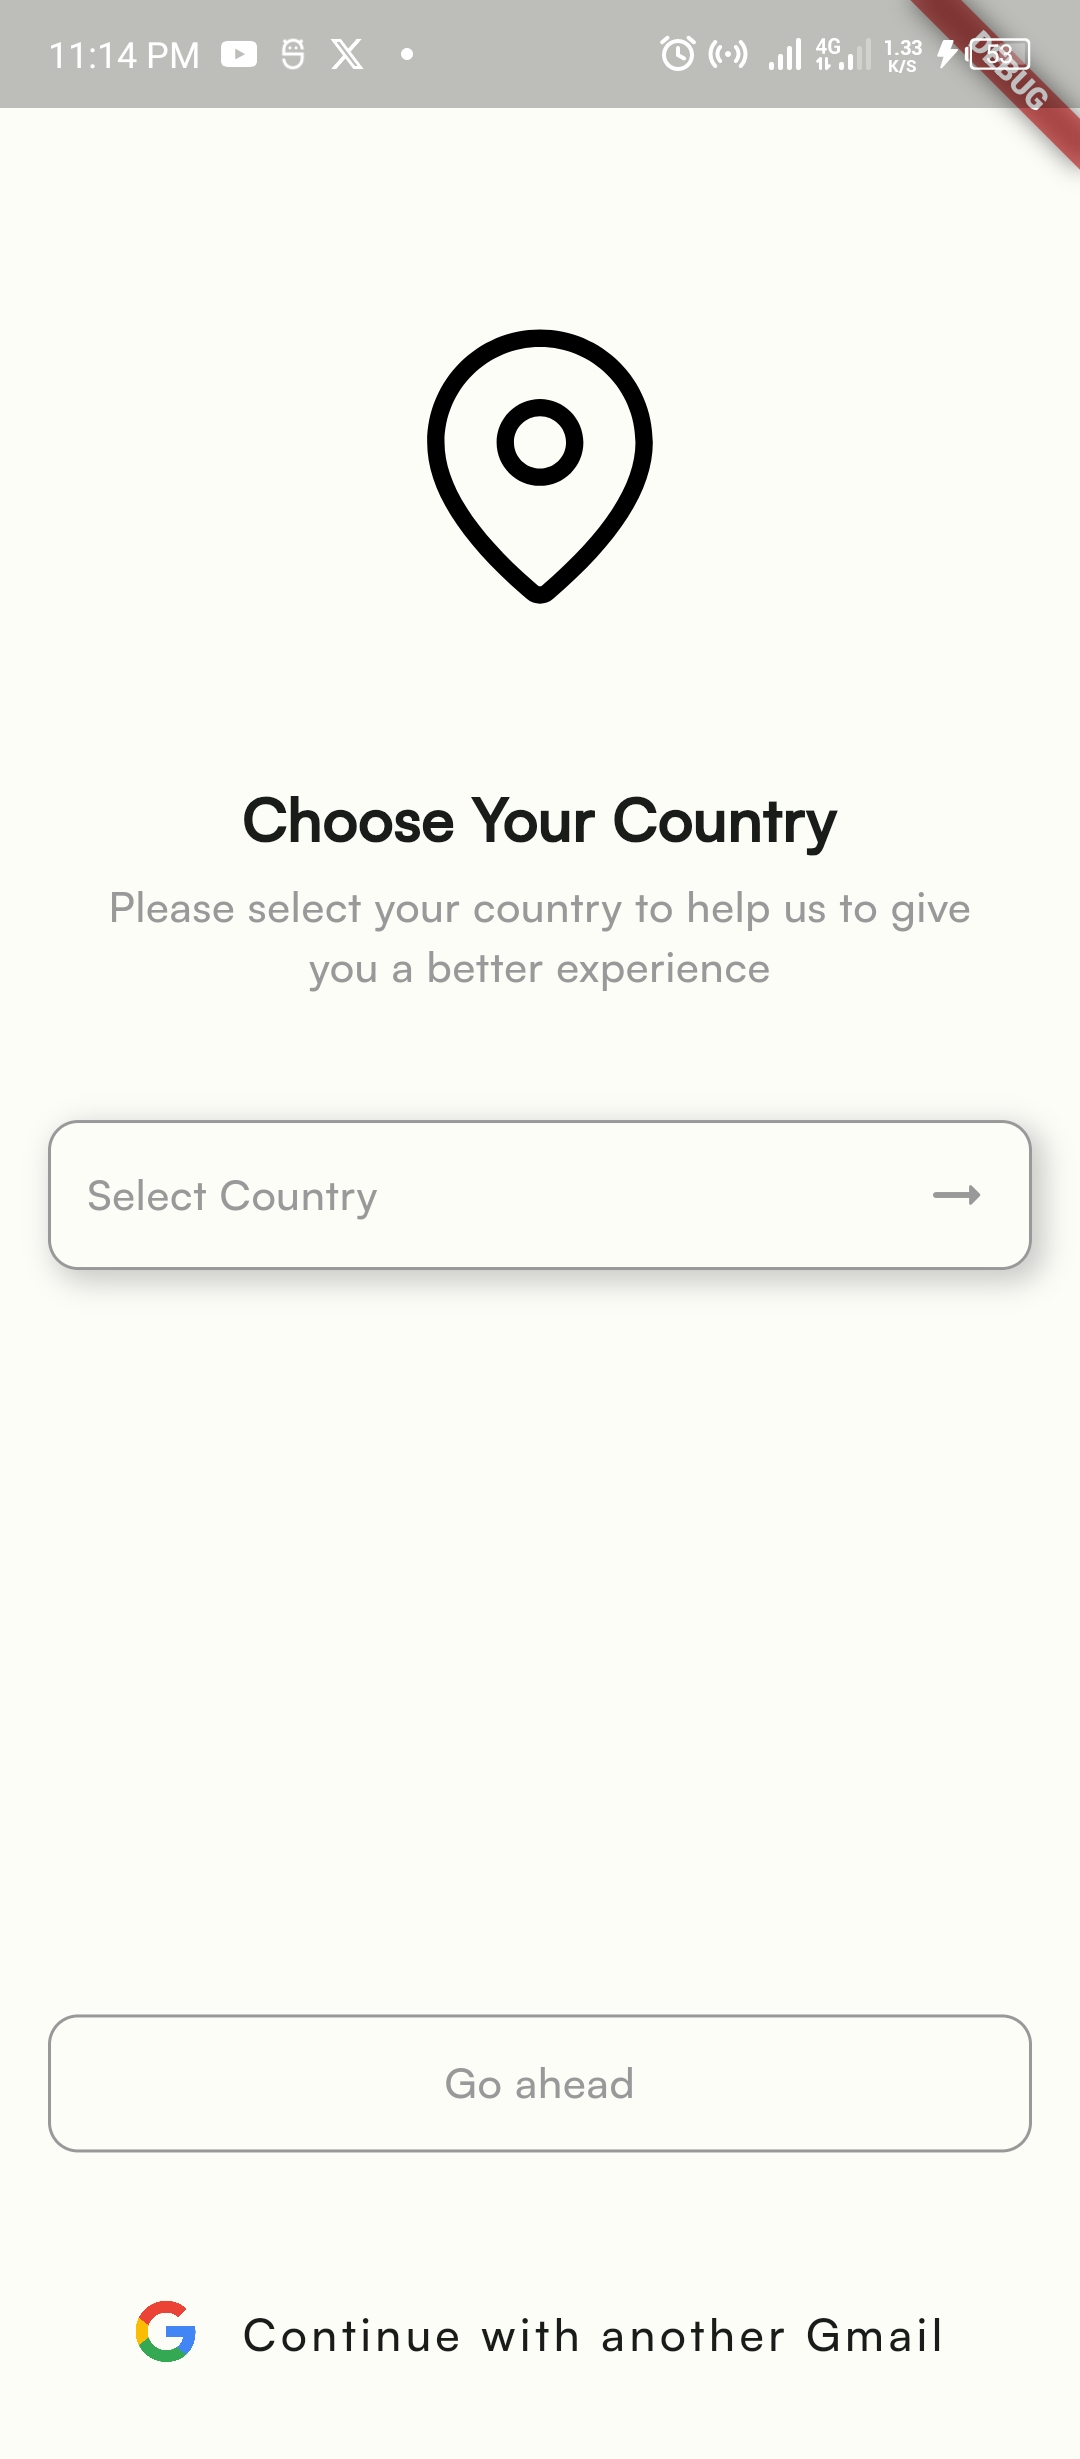 11:14 PM
4G
1.33
K/S
53
DEBUG
Choose Your Country
Please select your country to help us to give
you a better experience
Select Country
Go ahead
Continue with another Gmail